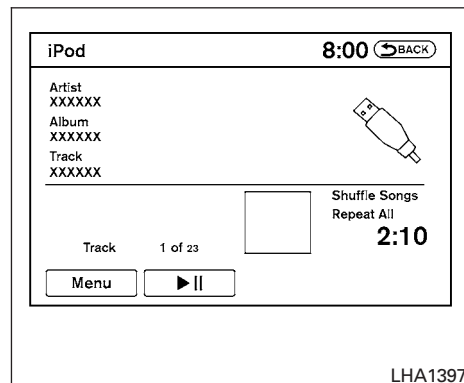 iPod 8:00 BACK
Artist
XXXXXX
Album
XXXXXX
Track
XXXXXX
Shuffle Songs
Repeat All
2:10
Track 1 of 23
Menu
LHA1397